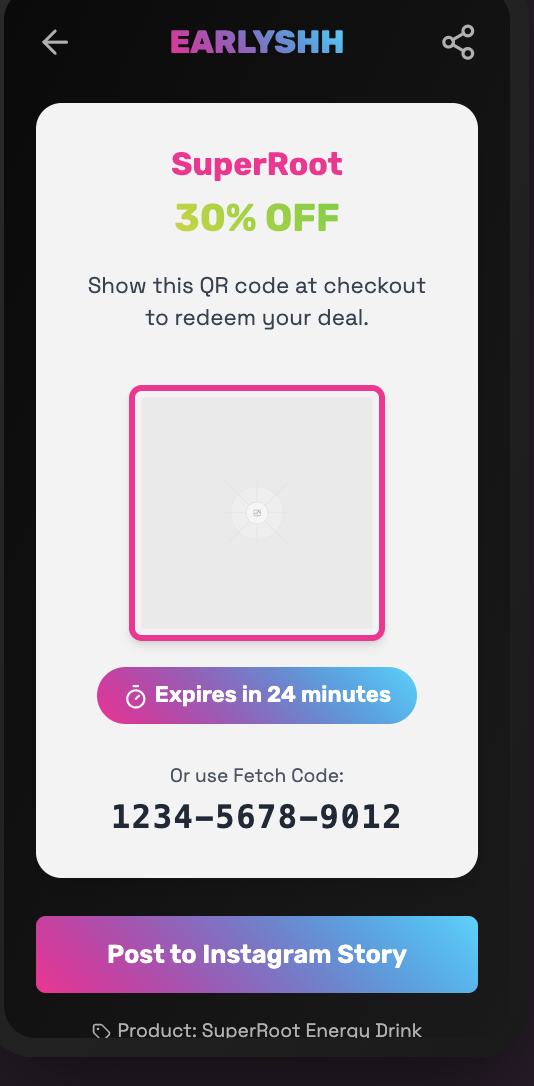 EARLYSHH
SuperRoot
30% OFF
Show this QR code at checkout
to redeem your deal.
Expires in 24 minutes
Or use Fetch Code:
1234–5678–9012
Post to Instagram Story
Product: SuperRoot Energy Drink